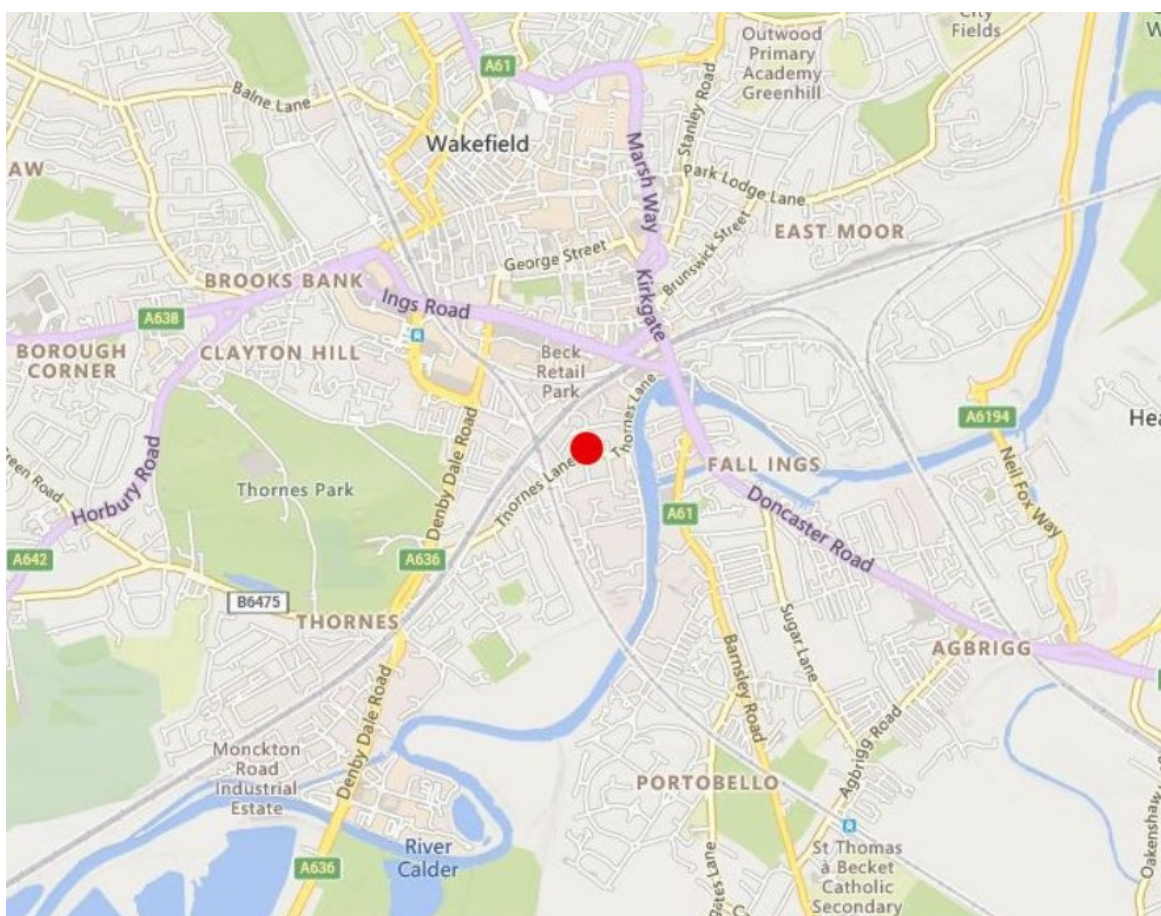 City
Fields
Outwood
Primary
Academy
Greenhill
A61
Balne Lane
Stanley Road
Wakefield
Marsh Way
AW
Park Lodge Lane
EAST MOOR
George Street
Brunswick Street
BROOKS BANK
Kirkgate
Ings Road
A638
BOROUGH
CORNER
CLAYTON HILL
Beck
Retail
Park
Thornes Lane
A6194
Hea
Horbury Road
Thornes Park
Denby Dale Road
Thornes Lane
T
FALL INGS
Neil Fox Way
reen Road
A61
Doncaster Road
A642
A636
B6475
THORNES
Sugar Lane
AGBRIGG
Barnsley Road
Denby Dale Road
Agbrigg Road
Monckton
Road
Industrial
Estate
PORTOBELLO
River
Calder
A636
St Thomas
à Becket
Catholic
Secondary
gates Lane
Oakenshaw